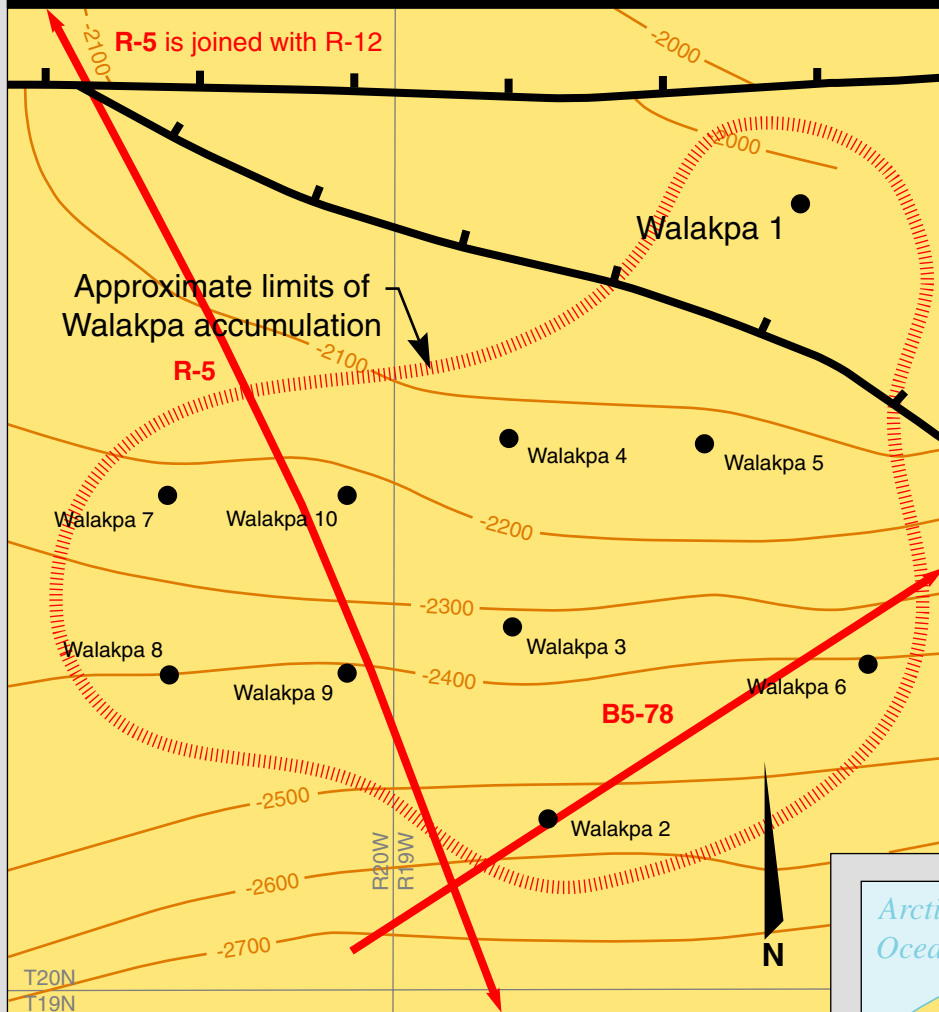 -2100
R-5 is joined with R-12
-2000
-2000
Walakpa 1
Approximate limits of
Walakpa accumulation
-2100
R-5
Walakpa 4
Walakpa 5
Walakpa 7
Walakpa 10
-2200
-2300
Walakpa 3
Walakpa 8
Walakpa 9
-2400
Walakpa 6
B5-78
-2500
Walakpa 2
R20W
R19W
-2600
-2700
N
T20N
T19N
Arcti
Ocea